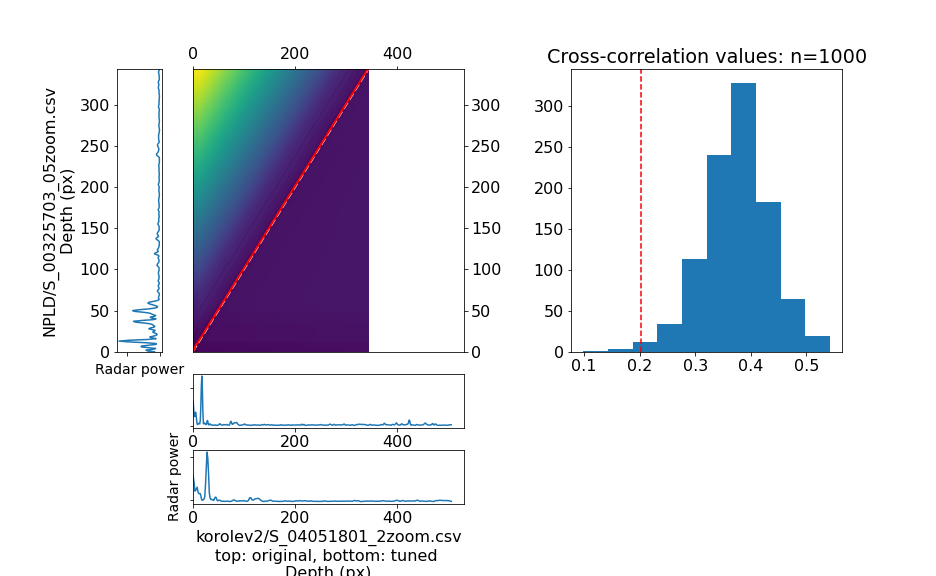 0 200 400
Cross-correlation values: n=1000
NPLD/S_00325703_05zoom.csv
Depth (px)
300
250
200
150
100
50
0
Radar power
300
250
200
150
100
50
0
300
250
200
150
100
50
0
0.1 0.2 0.3 0.4 0.5
0 200 400
Radar power
0 200 400
korolev2/S_04051801_2zoom.csv
top: original, bottom: tuned
Depth (px)